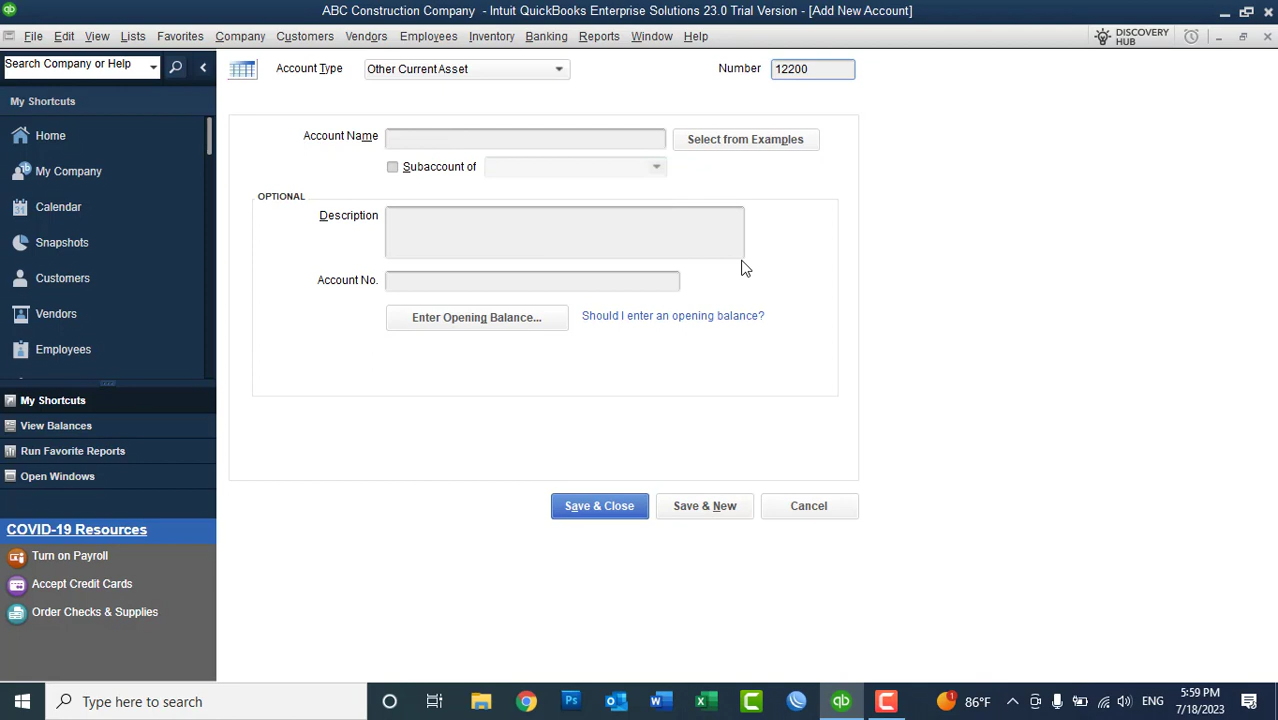 ABC Construction Company - Intuit QuickBooks Enterprise Solutions 23.0 Trial Version - [Add New Account]
File Edit View Lists Favorites Company Customers Vendors Employees Inventory Banking Reports Window Help
DISCOVERY
HUB
Search Company or Help
My Shortcuts
Home
My Company
Calendar
Snapshots
Customers
Vendors
Employees
My Shortcuts
View Balances
Run Favorite Reports
Open Windows
COVID-19 Resources
Turn on Payroll
Accept Credit Cards
Order Checks & Supplies
Account Type Other Current Asset Number 12200
Account Name Select from Examples
Subaccount of
OPTIONAL
Description
Account No.
Enter Opening Balance... Should I enter an opening balance?
Save & Close Save & New Cancel
Type here to search
86°F ENG
5:59 PM
7/18/2023